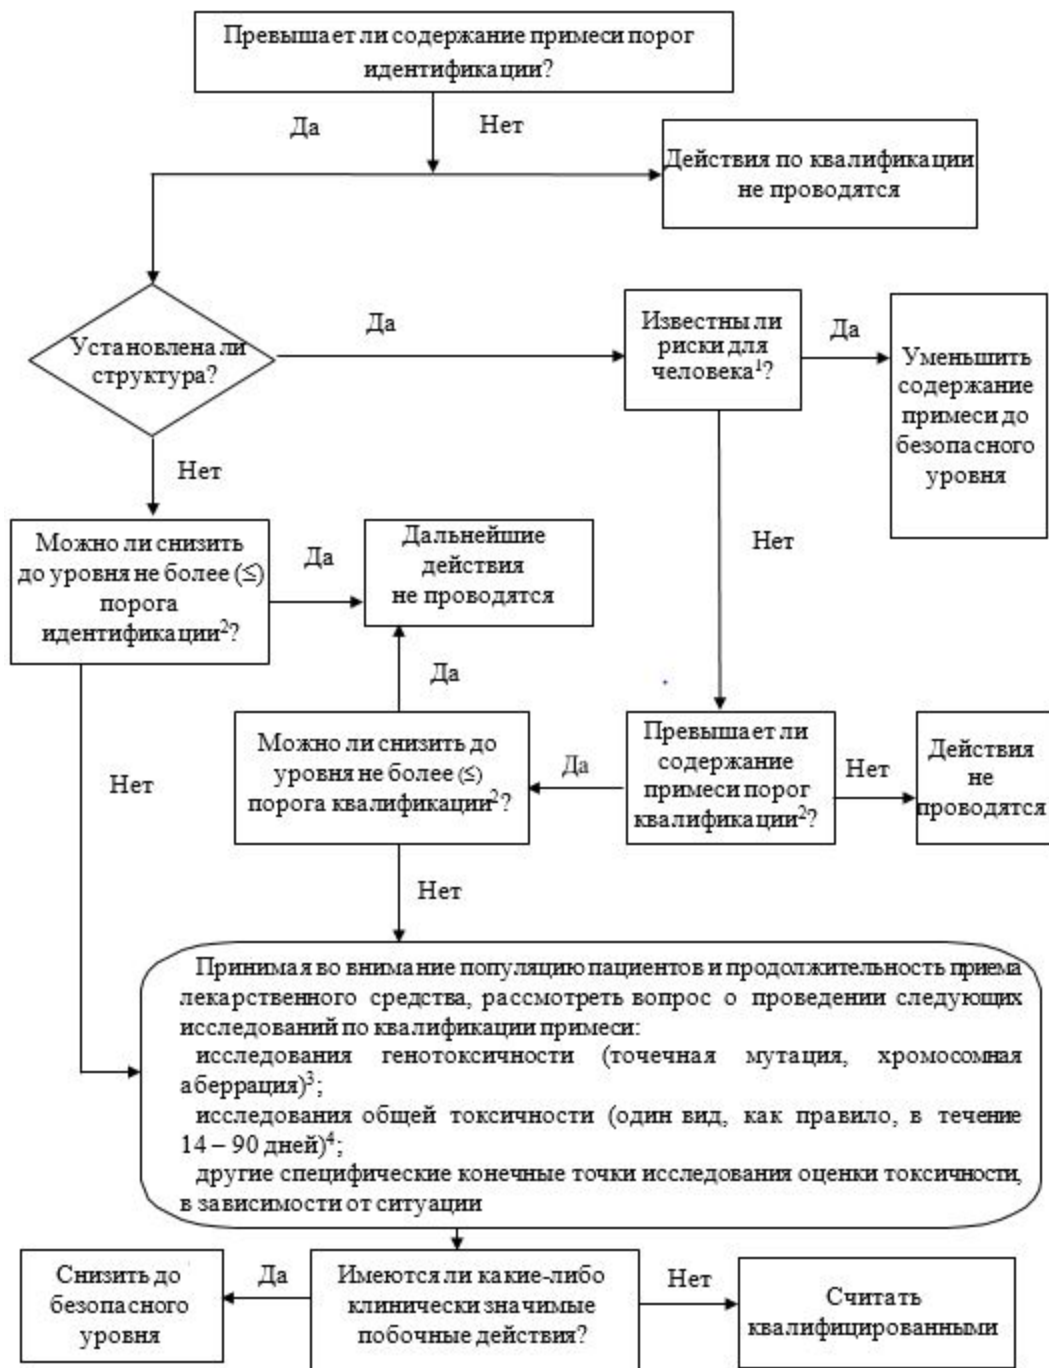 Превышает ли содержание примеси порог
идентификации?
Да
Нет
Действия по квалификации
не проводятся
Установлена ли
структура?
Да
Известны ли
риски для
человека¹?
Да
Уменьшить
содержание
примеси до
безопасного
уровня
Нет
Нет
Можно ли снизить
до уровня не более (≤)
порога
идентификации²?
Да
Дальнейшие
действия
не проводятся
Да
Нет
Можно ли снизить до
уровня не более (≤)
порога квалификации²?
Да
Превышает ли
содержание
примеси порог
квалификации²?
Нет
Действия
не
проводятся
Нет
Принимая во внимание популяцию пациентов и продолжительность приема
лекарственного средства, рассмотреть вопрос о проведении следующих
исследований по квалификации примеси:
исследования генотоксичности (точечная мутация, хромосомная
аберрация)³;
исследования общей токсичности (один вид, как правило, в течение
14 – 90 дней)⁴;
другие специфические конечные точки исследования оценки токсичности,
в зависимости от ситуации
Снизить до
безопасного
уровня
Да
Имеются ли какие-либо
клинически значимые
побочные действия?
Нет
Считать
квалифицированными